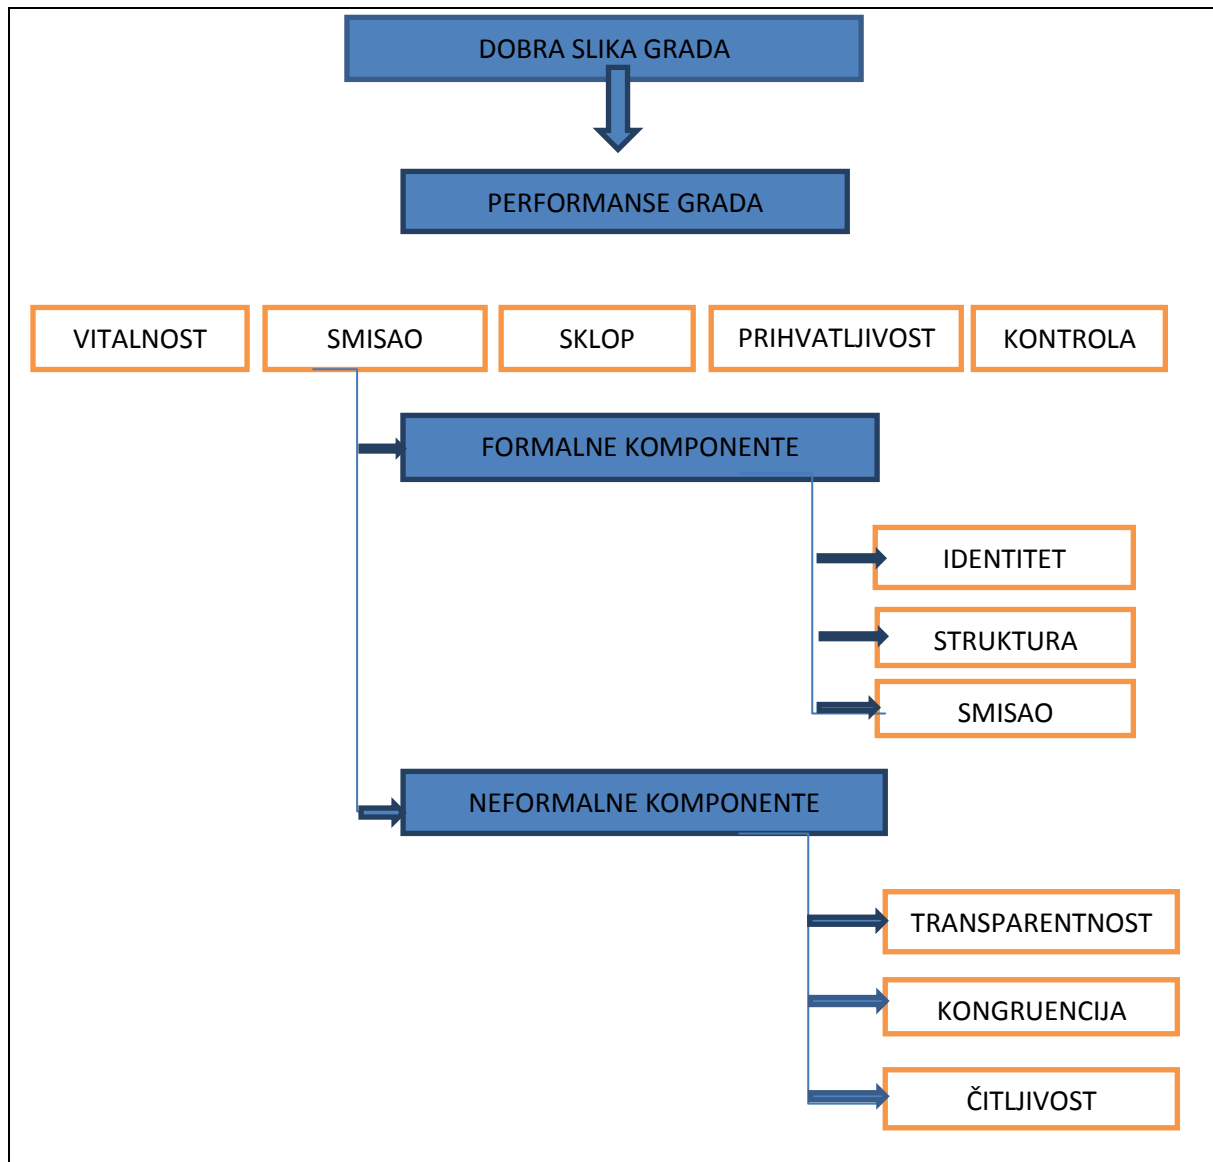 DOBRA SLIKA GRADA
PERFORMANSE GRADA
VITALNOST
SMISAO
SKLOP
PRIHVATLJIVOST
KONTROLA
FORMALNE KOMPONENTE
IDENTITET
STRUKTURA
SMISAO
NEFORMALNE KOMPONENTE
TRANSPARENTNOST
KONGRUENCIJA
ČITLJIVOST